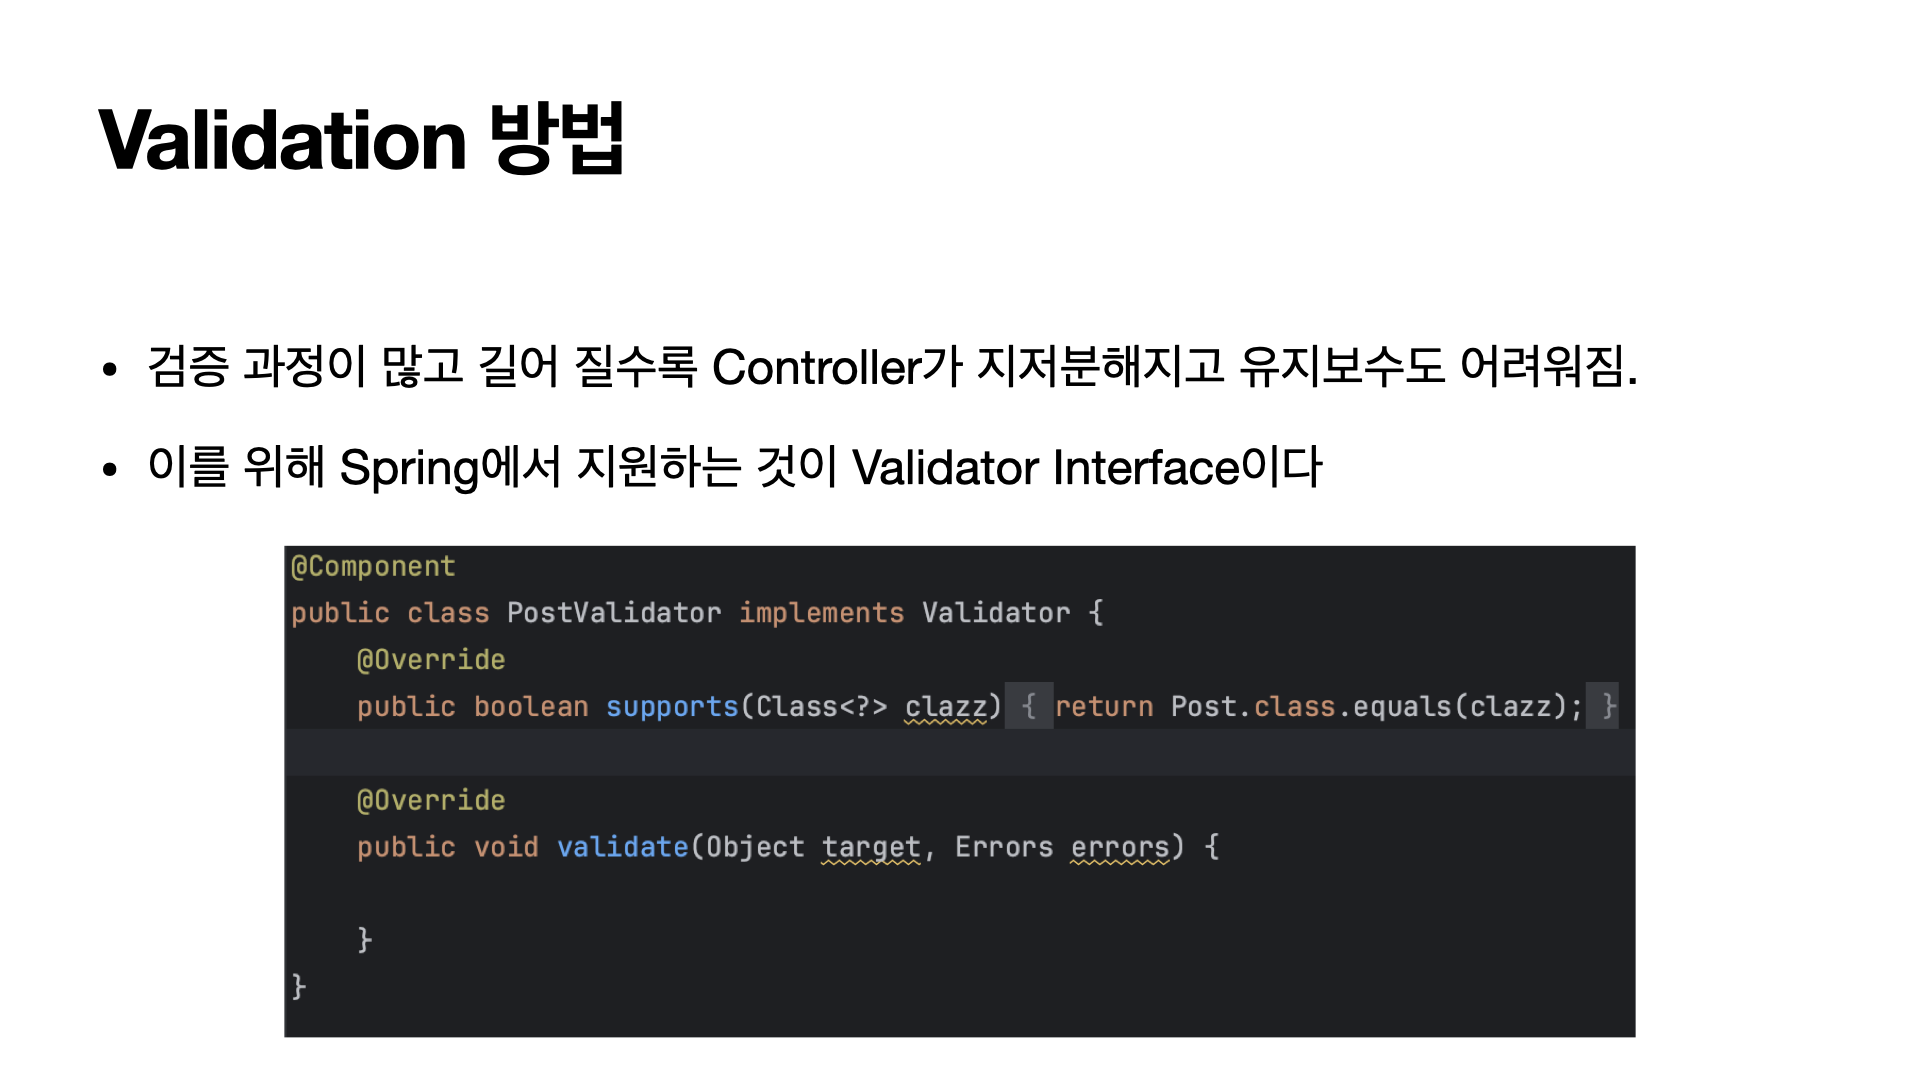 Validation 방법
• 검증 과정이 많고 길어 질수록 Controller가 지저분해지고 유지보수도 어려워짐.
• 이를 위해 Spring에서 지원하는 것이 Validator Interface이다
@Component
public class PostValidator implements Validator {
    @Override
    public boolean supports(Class<?> clazz) { return Post.class.equals(clazz); }
    @Override
    public void validate(Object target, Errors errors) {
    }
}